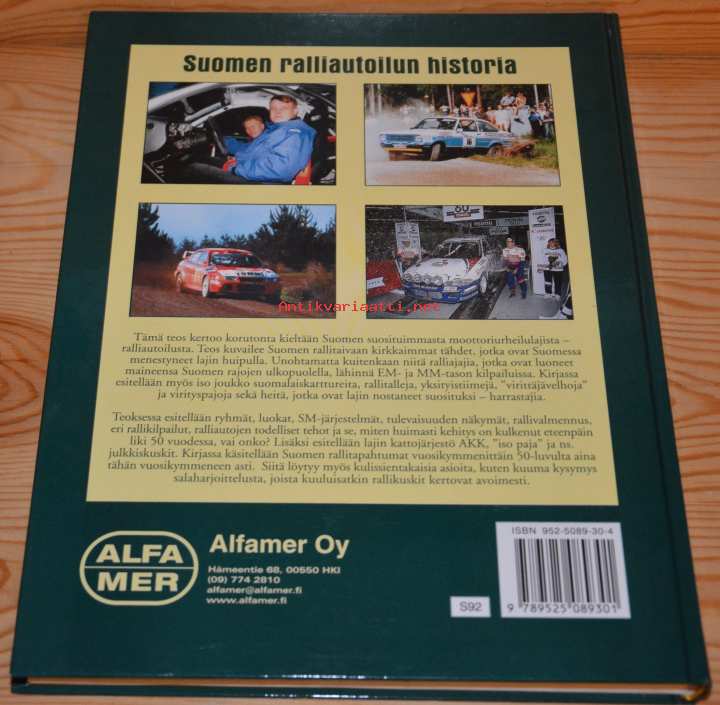 Suomen ralliautoilun historia
Antikvariaatti.net
Tämä teos kertoo korutonta kieltään Suomen suosituimmasta moottoriurheilulajista –
ralliautoilusta. Teos kuvailee Suomen rallitaivaan kirkkaimmat tähdet, jotka ovat Suomessa
menestyneet lajin huipulla. Unohtamatta kuitenkaan niitä ralliajajia, jotka ovat luoneet
maineensa Suomen rajojen ulkopuolella, lähinnä EM- ja MM-tason kilpailuissa. Kirjassa
esitellään myös iso joukko suomalaiskarttureita, rallitalleja, yksityistiimejä, "virittäjävelhoja"
ja virityspajoja sekä heitä, jotka ovat lajin nostaneet suosituksi – harrastajia.
Teoksessa esitellään ryhmät, luokat, SM-järjestelmät, tulevaisuuden näkymät, rallivalmennus,
eri rallikilpailut, ralliautojen todelliset tehot ja se, miten huimasti kehitys on kulkenut eteenpäin
liki 50 vuodessa, vai onko? Lisäksi esitellään lajin kattojärjestö AKK, "iso paja" ja ns.
julkkiskuskit. Kirjassa käsitellään Suomen rallitapahtumat vuosikymmenittäin 50-luvulta aina
tähän vuosikymmeneen asti. Siitä löytyy myös kulissientakaisia asioita, kuten kuuma kysymys
salaharjoittelusta, joista kuuluisatkin rallikuskit kertovat avoimesti.
ALFA
MER
Alfamer Oy
Hämeentie 68, 00550 HKI
(09) 774 2810
alfamer@alfamer.fi
www.alfamer.fi
S92
ISBN 952-5089-30-4
9 789525 089301